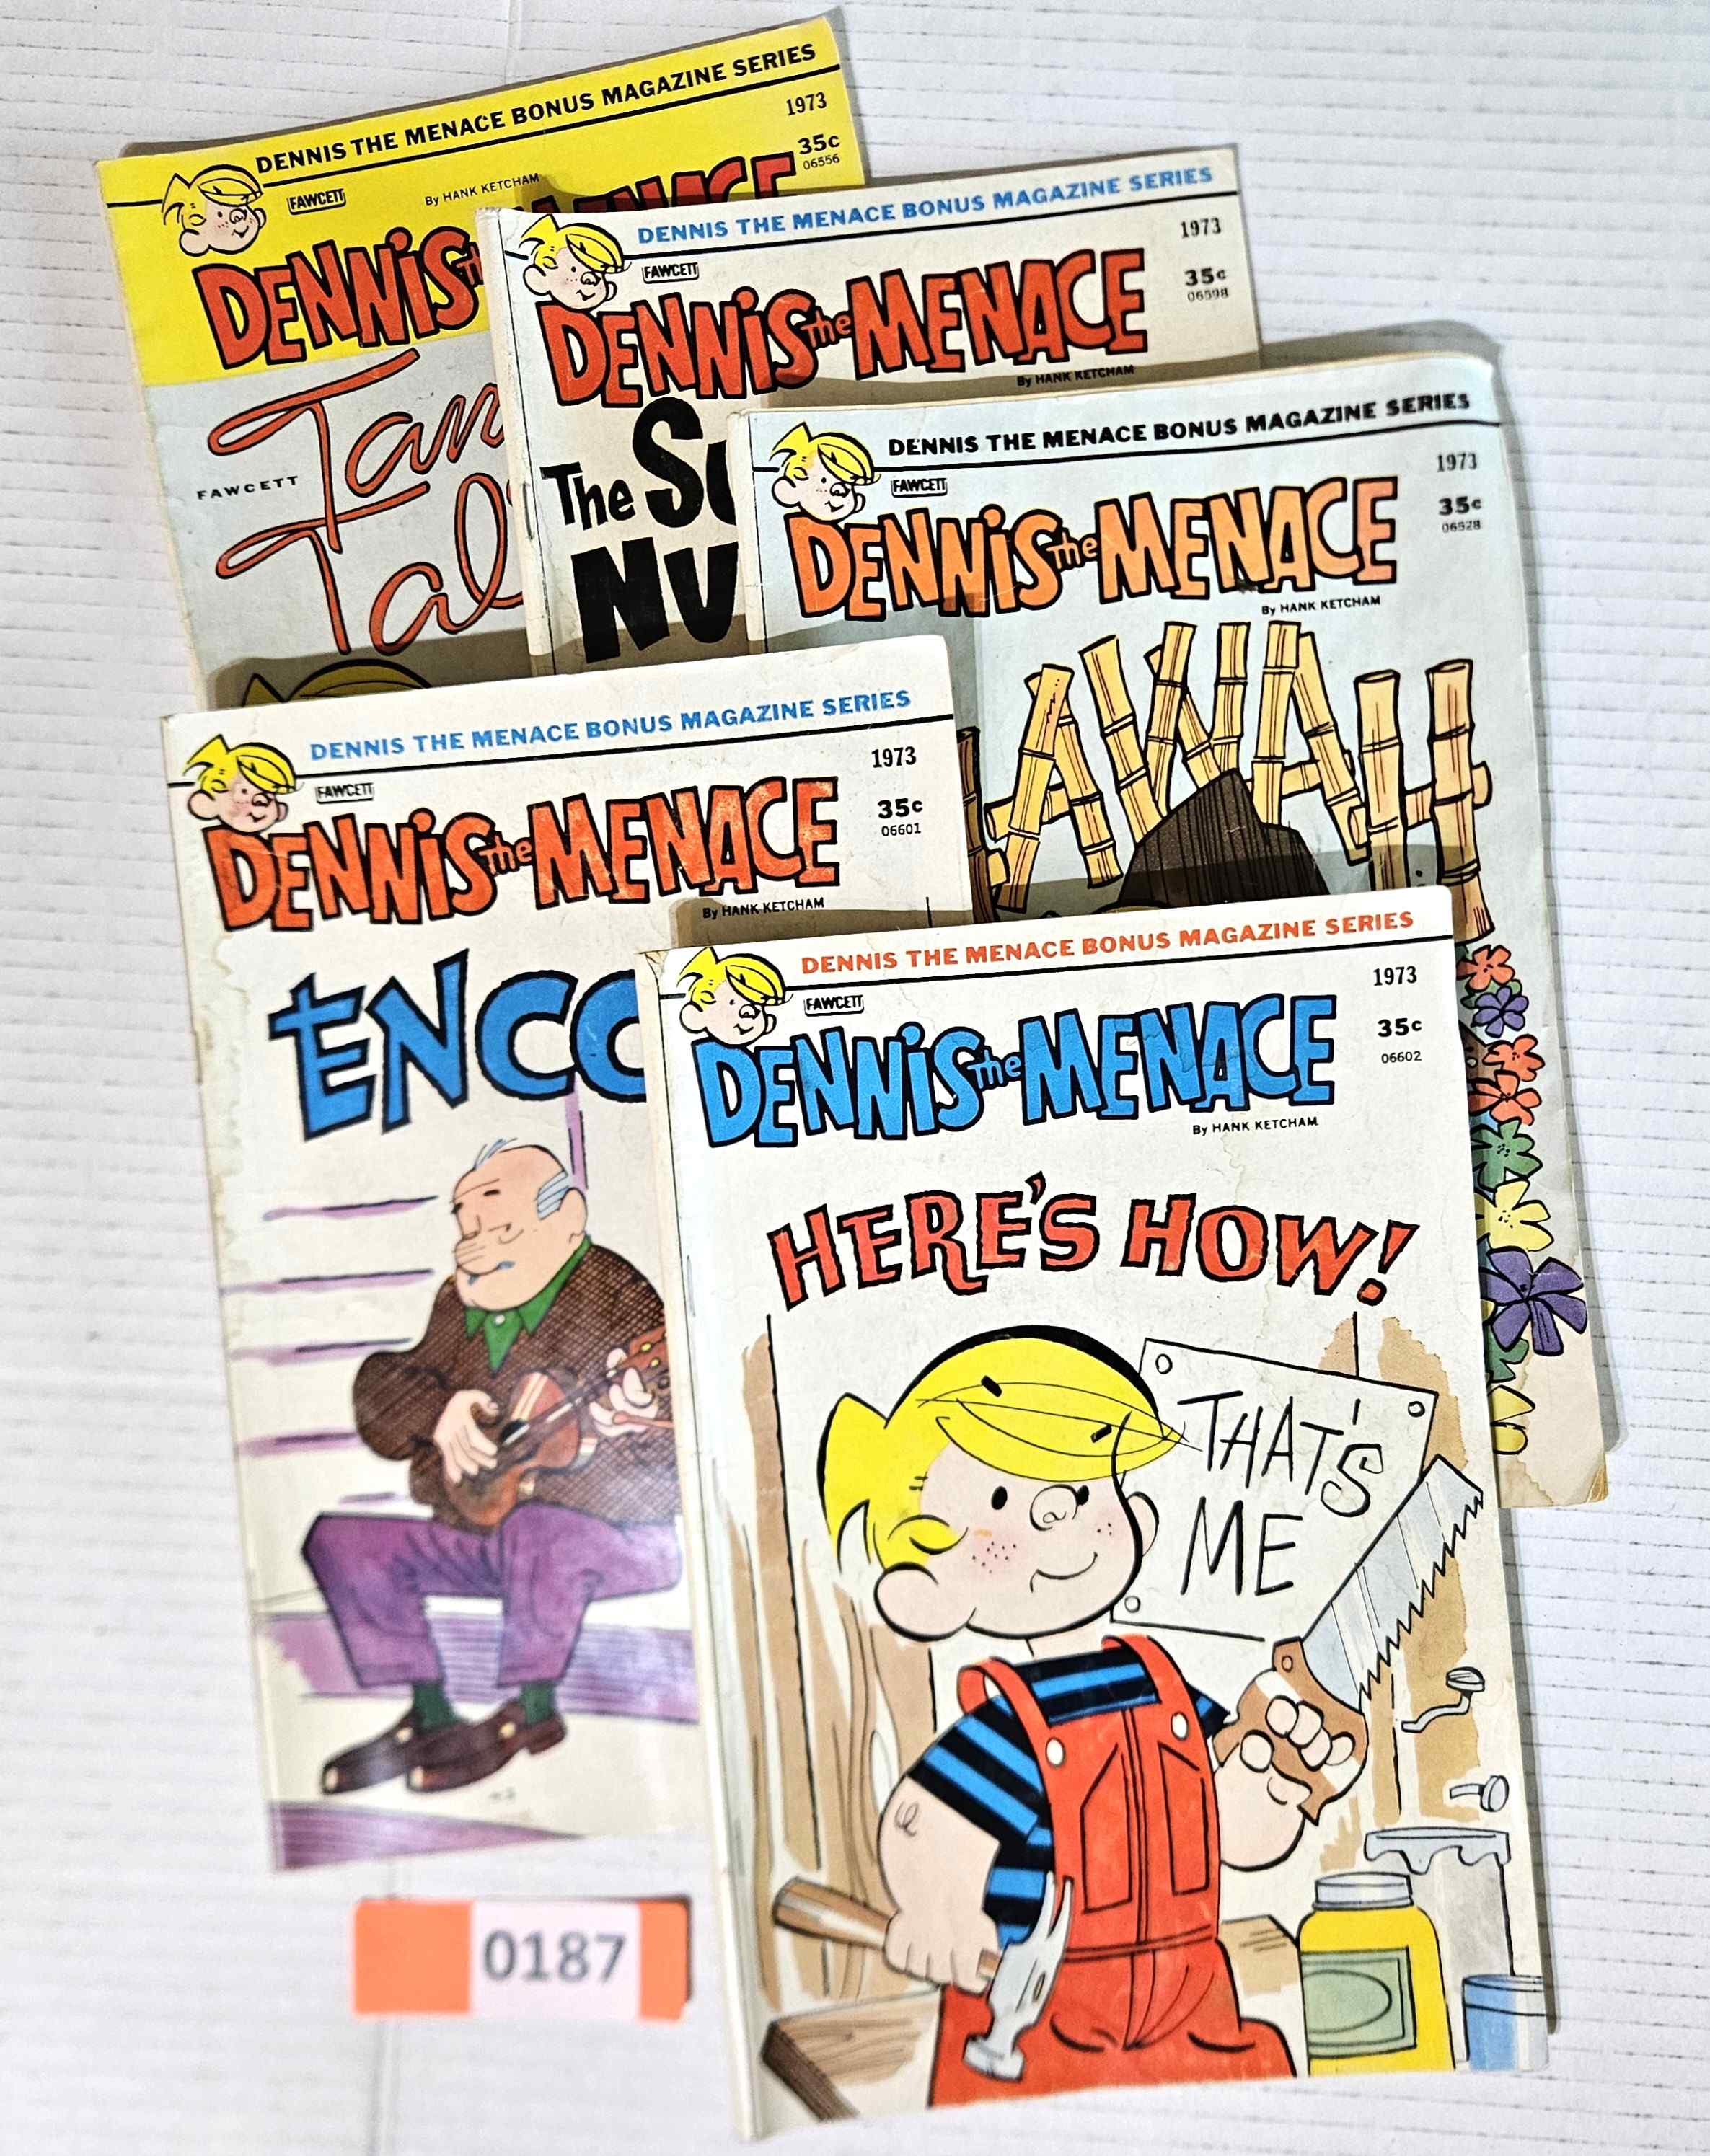 DENNIS THE MENACE BONUS MAGAZINE SERIES
1973
35c
06556
FAWCETT
By HANK KETCHAM
DENNIS
FAWCETT
DENNIS THE MENACE BONUS MAGAZINE SERIES
1973
FAWCETT
35c
06598
DENNIS the MENACE
By HANK KETCHAM
The
DENNIS THE MENACE BONUS MAGAZINE SERIES
1973
FAWCETT
35c
06528
DENNIS the MENACE
By HANK KETCHAM
DENNIS THE MENACE BONUS MAGAZINE SERIES
1973
FAWCETT
35c
06601
DENNIS the MENACE
By HANK KETCHAM
ENCO
DENNIS THE MENACE BONUS MAGAZINE SERIES
1973
FAWCETT
35c
06602
DENNIS the MENACE
By HANK KETCHAM
HERE'S HOW!
THAT'S
ME
0187